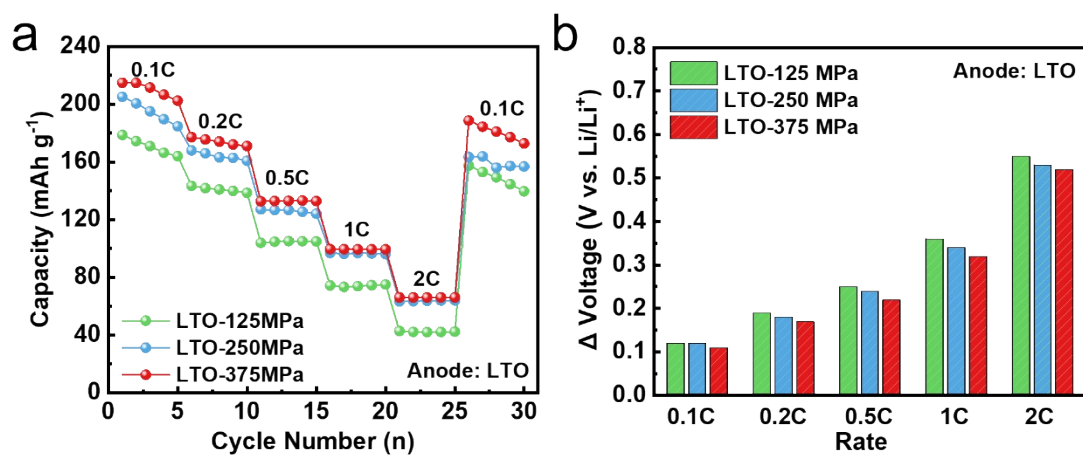 a
240
200
160
120
80
40
0
Capacity (mAh g⁻¹)
0.1C
0.2C
0.5C
1C
2C
0.1C
LTO-125MPa
LTO-250MPa
LTO-375MPa
Anode: LTO
0 5 10 15 20 25 30
Cycle Number (n)
b
0.8
0.7
0.6
0.5
0.4
0.3
0.2
0.1
0.0
Δ Voltage (V vs. Li/Li⁺)
LTO-125 MPa
LTO-250 MPa
LTO-375 MPa
Anode: LTO
0.1C 0.2C 0.5C 1C 2C
Rate